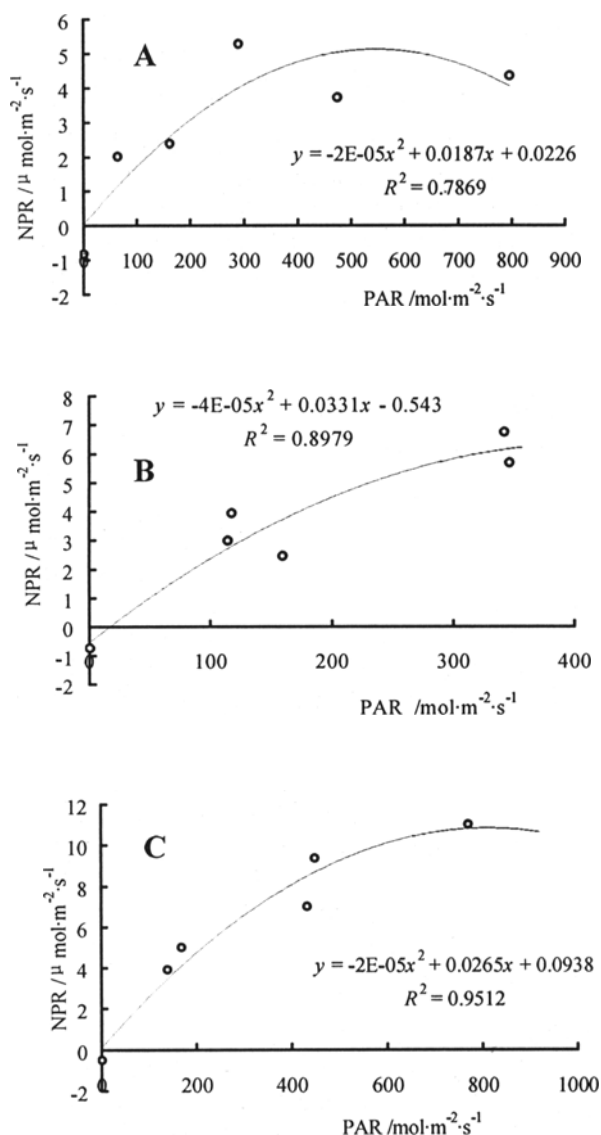 A
6
5
4
3
2
1
0
-1
-2
NPR / μ mol·m⁻²·s⁻¹
y = -2E-05x² + 0.0187x + 0.0226
R² = 0.7869
0 100 200 300 400 500 600 700 800 900
PAR /mol·m⁻²·s⁻¹
y = -4E-05x² + 0.0331x - 0.543
R² = 0.8979
B
8
7
6
5
4
3
2
1
0
-1
-2
NPR / μ mol·m⁻²·s⁻¹
0 100 200 300 400
PAR /mol·m⁻²·s⁻¹
C
12
10
8
6
4
2
0
-2
NPR / μ mol·m⁻²·s⁻¹
y = -2E-05x² + 0.0265x + 0.0938
R² = 0.9512
0 200 400 600 800 1000
PAR /mol·m⁻²·s⁻¹